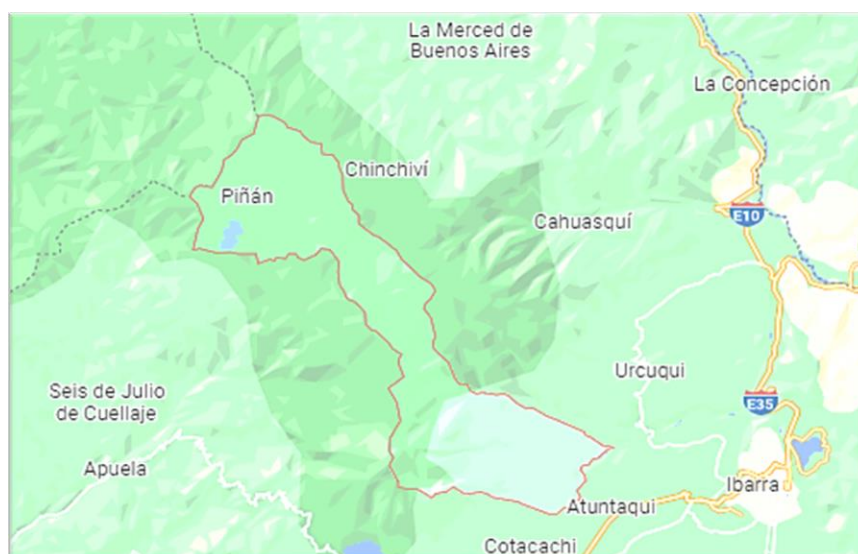 La Merced de
Buenos Aires
La Concepción
Chinchiví
Piñán
Cahuasquí
E10
Urcuqui
Seis de Julio
de Cuellaje
E35
Apuela
Ibarra
Atuntaqui
Cotacachi